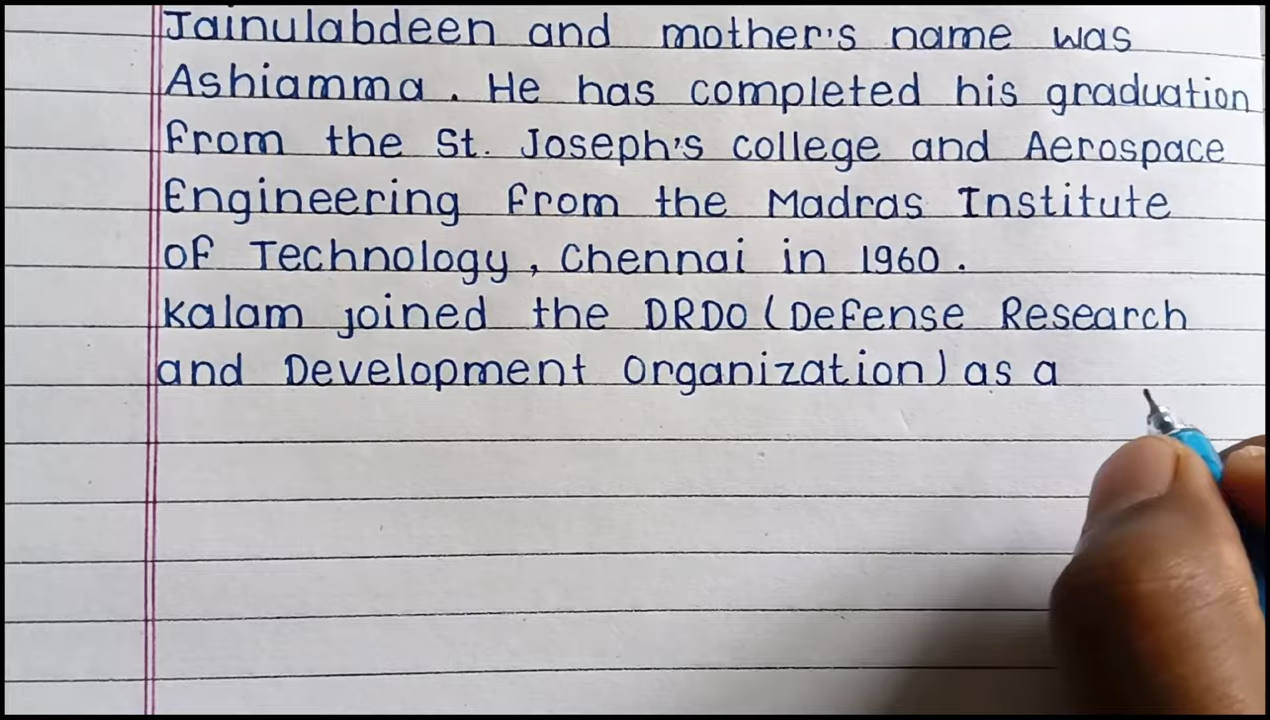 Jainulabdeen and mother's name was
Ashiamma. He has completed his graduation
from the St. Joseph's college and Aerospace
Engineering from the Madras Institute
of Technology, Chennai in 1960.
Kalam joined the DRDO (Defense Research
and Development Organization) as a